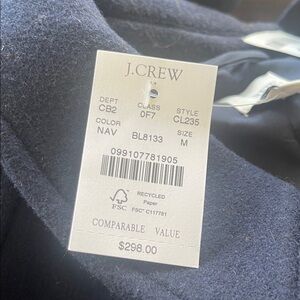 J.CREW
DEPT CLASS STYLE
CB2 0F7 CL235
COLOR SIZE
NAV BL8133 M
099107781905
FSC
RECYCLED
Paper
FSC® C117781
COMPARABLE VALUE
$298.00